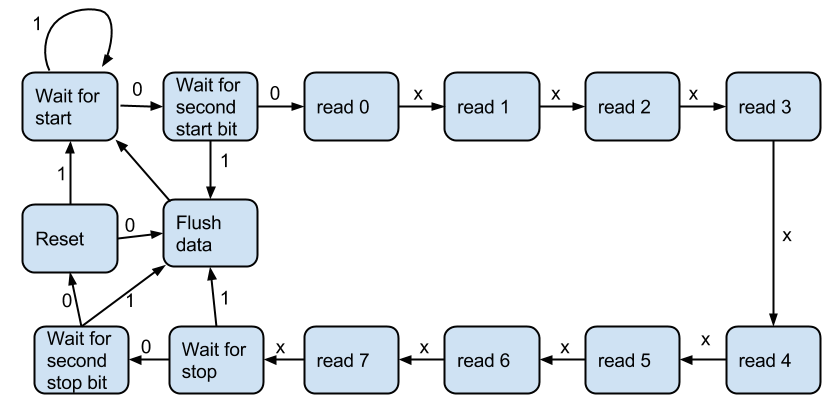 1
Wait for
start
0
Wait for
second
start bit
0
read 0
x
read 1
x
read 2
x
read 3
1
x
1
Reset
0
Flush
data
0
1
1
Wait for
second
stop bit
0
Wait for
stop
x
read 7
x
read 6
x
read 5
x
read 4